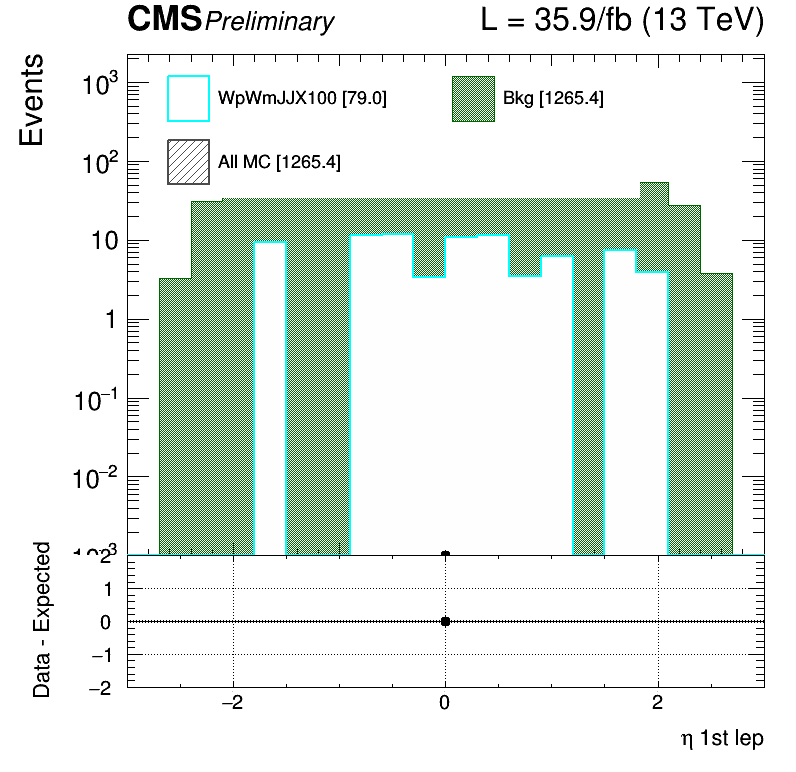 CMS Preliminary L = 35.9/fb (13 TeV)
Events
10³
WpWmJJX100 [79.0] Bkg [1265.4]
10²
All MC [1265.4]
10
1
10⁻¹
10⁻²
Data - Expected
2
1
0
−1
−2
−2 0 2
η 1st lep